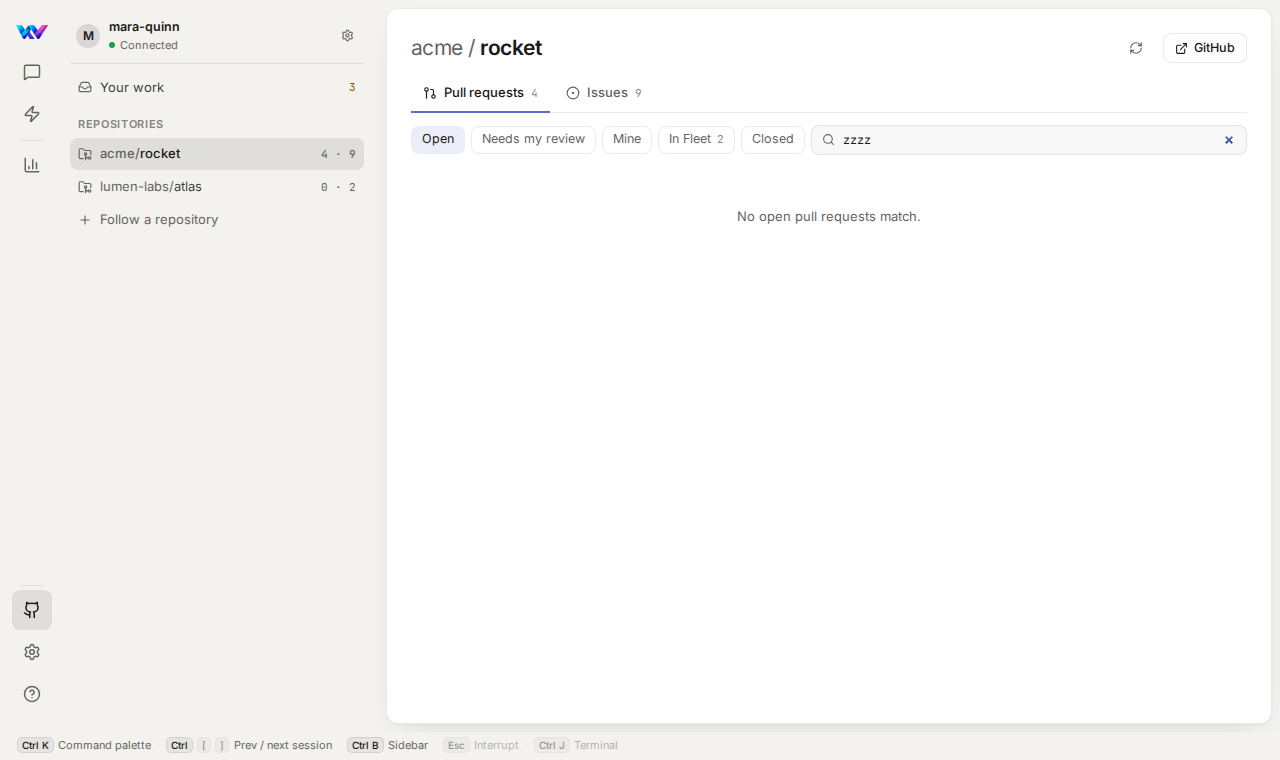 M
mara-quinn
Connected
Your work 3
REPOSITORIES
acme/rocket 4 · 9
lumen-labs/atlas 0 · 2
Follow a repository
acme / rocket
GitHub
Pull requests 4
Issues 9
Open
Needs my review
Mine
In Fleet 2
Closed
zzzz
No open pull requests match.
Ctrl K Command palette
Ctrl [ ] Prev / next session
Ctrl B Sidebar
Esc Interrupt
Ctrl J Terminal